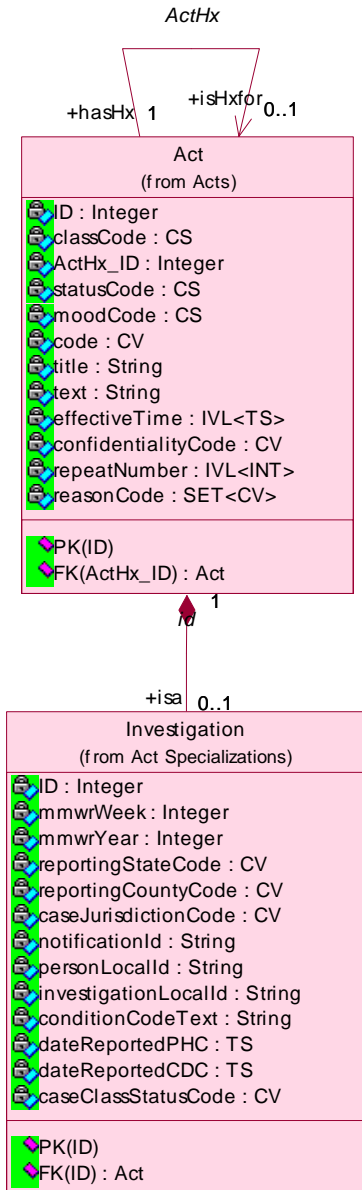 ActHx
+hasHx 1 +isHxfor 0..1
Act
(from Acts)
ID : Integer
classCode : CS
ActHx_ID : Integer
statusCode : CS
moodCode : CS
code : CV
title : String
text : String
effectiveTime : IVL<TS>
confidentialityCode : CV
repeatNumber : IVL<INT>
reasonCode : SET<CV>
PK(ID)
FK(ActHx_ID) : Act
1
id
+isa 0..1
Investigation
(from Act Specializations)
ID : Integer
mmwrWeek : Integer
mmwrYear : Integer
reportingStateCode : CV
reportingCountyCode : CV
caseJurisdictionCode : CV
notificationId : String
personLocalId : String
investigationLocalId : String
conditionCodeText : String
dateReportedPHC : TS
dateReportedCDC : TS
caseClassStatusCode : CV
PK(ID)
FK(ID) : Act